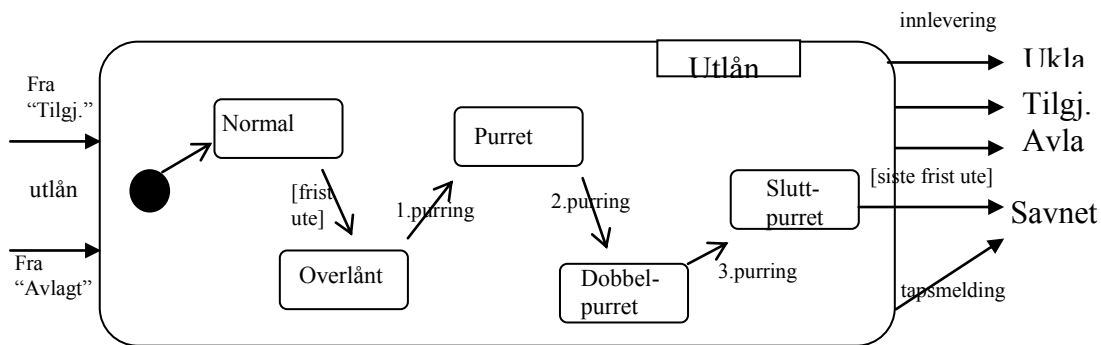 innlevering
Utlån
Ukla
Fra
“Tilgj.”
Normal
Purret
Tilgj.
Avla
utlån
[frist
ute]
1.purring
2.purring
Slutt-
purret
[siste frist ute]
Savnet
Fra
“Avlagt”
Overlånt
Dobbel-
purret
3.purring
tapsmelding